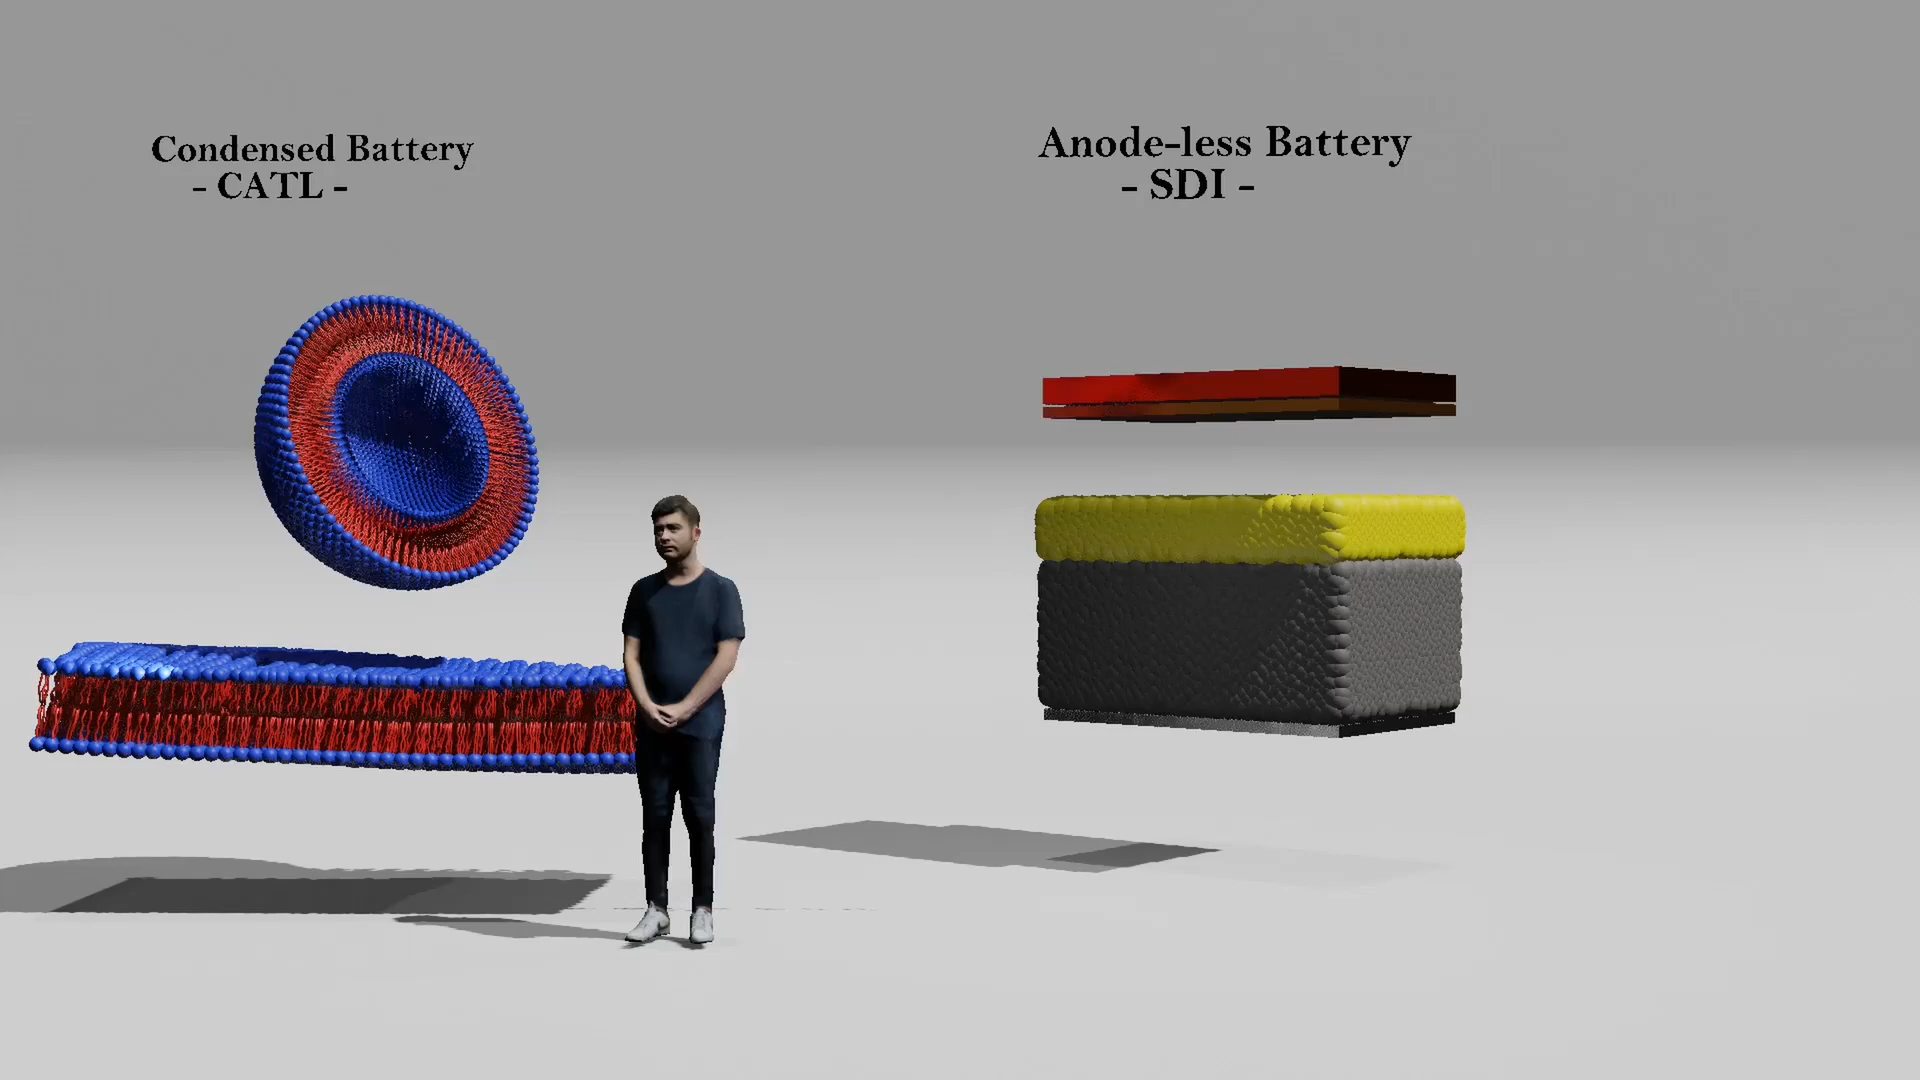 Condensed Battery
- CATL -
Anode-less Battery
- SDI -